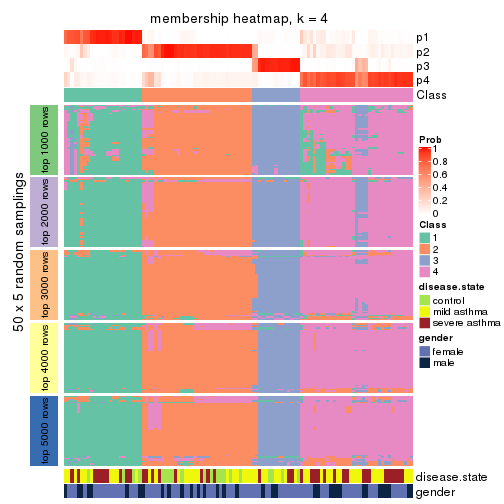 membership heatmap, k = 4
p1
p2
p3
p4
Class
50 x 5 random samplings
top 1000 rows
top 2000 rows
top 3000 rows
top 4000 rows
top 5000 rows
Prob
1
0.8
0.6
0.4
0.2
0
Class
1
2
3
4
disease.state
control
mild asthma
severe asthma
gender
female
male
disease.state
gender